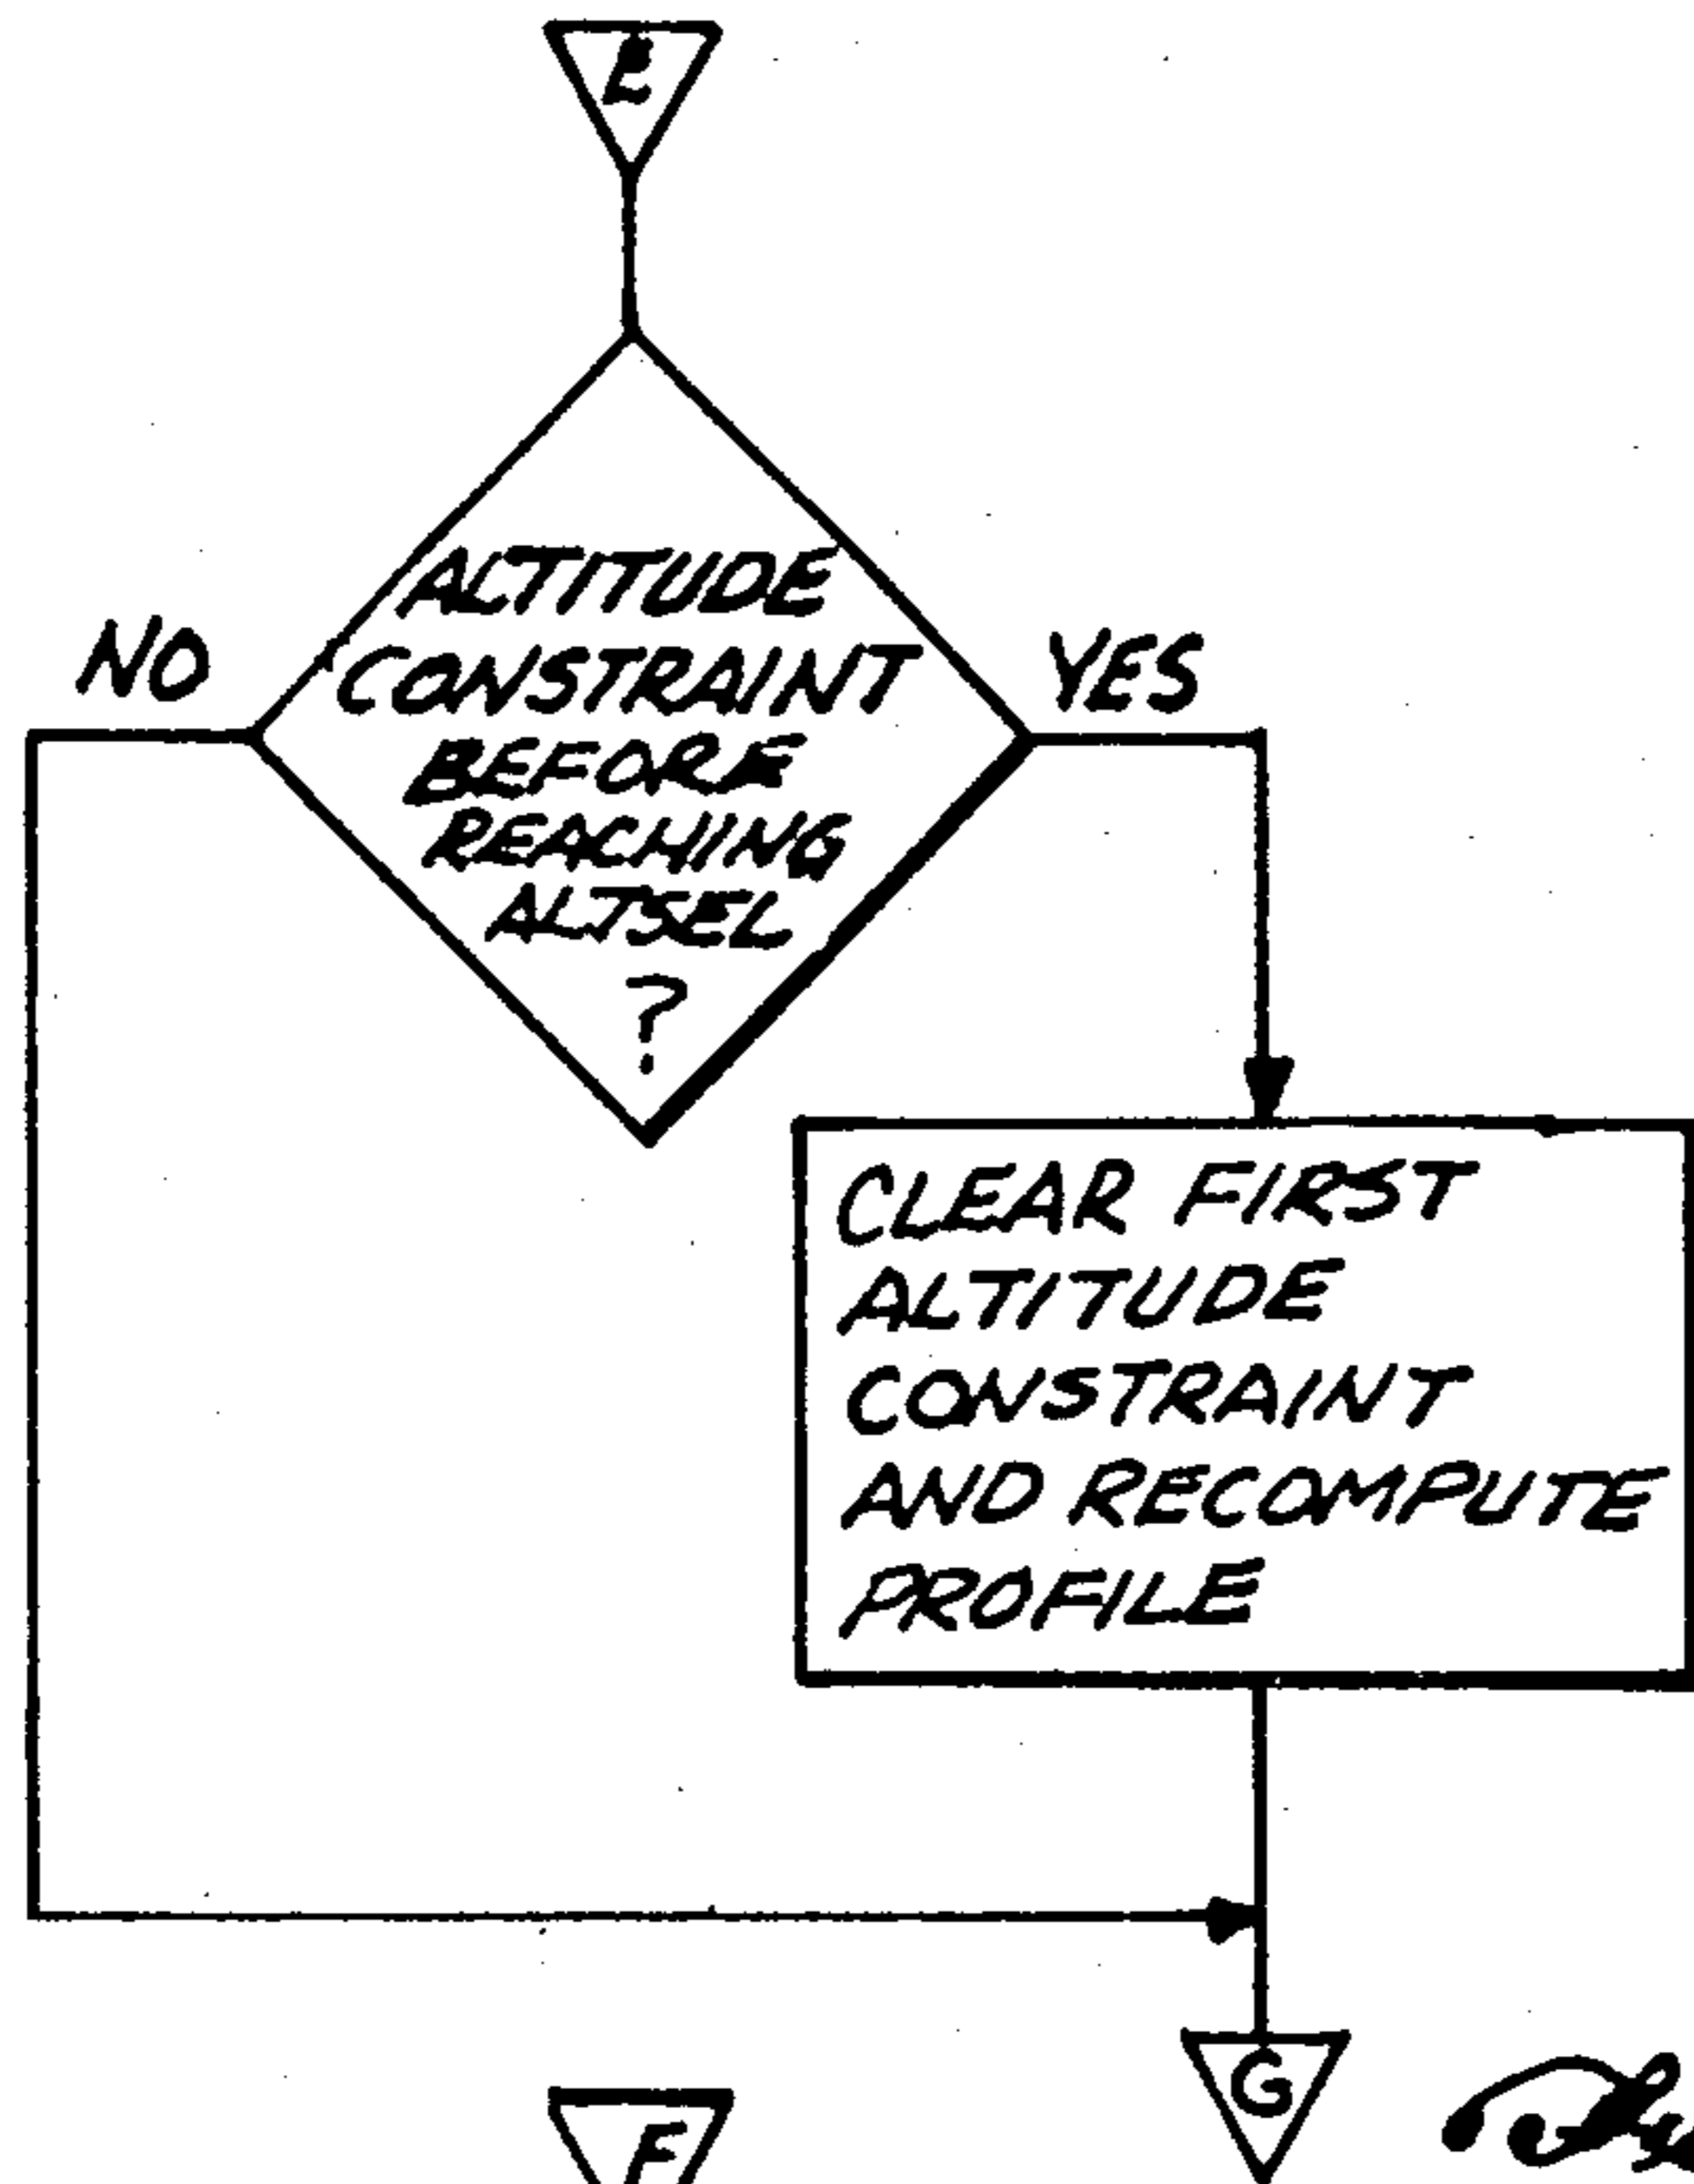 NO
ALTITUDE
CONSTRAINT
BEFORE
REACHING
ALTSEL
?
YES
CLEAR FIRST
ALTITUDE
CONSTRAINT
AND RECOMPUTE
PROFILE
G
F